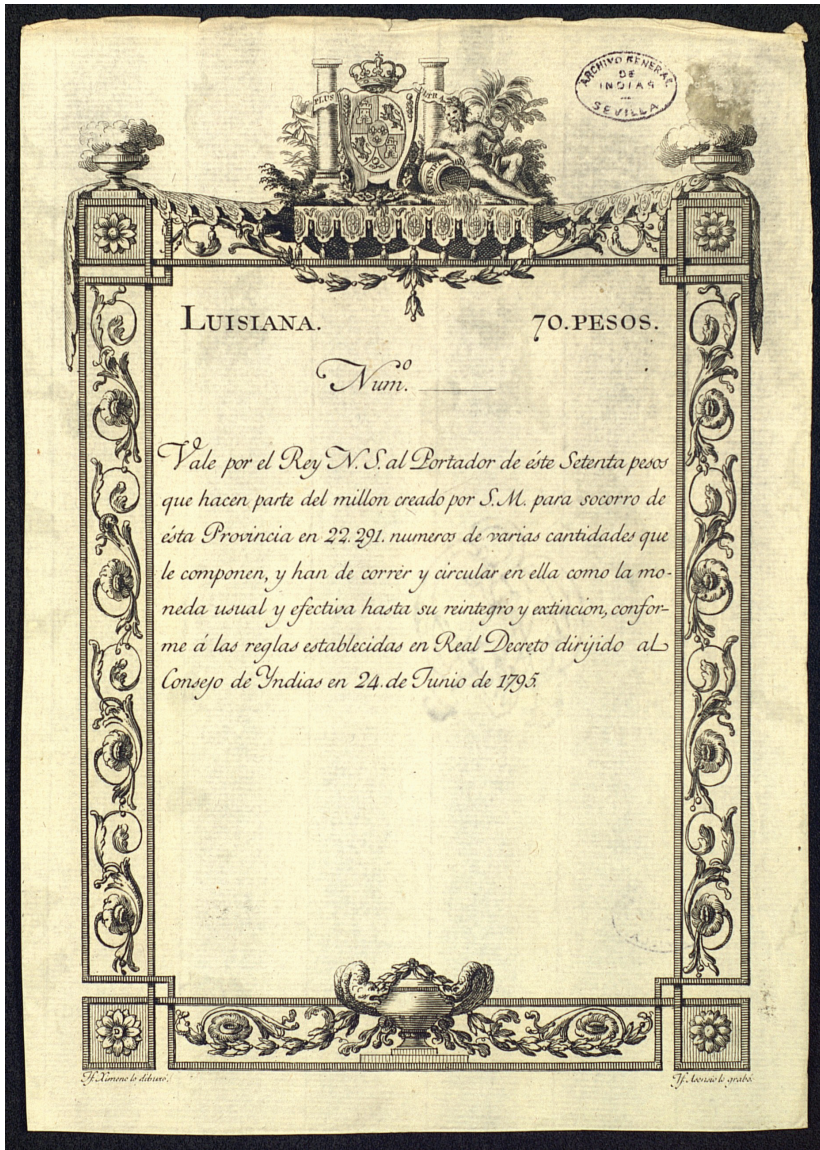 ARCHIVO GENERAL
DE
INDIAS
SEVILLA
PLUS
LUISIANA. 70. PESOS.
Num.º
Vale por el Rey N. S. al Portador de éste Setenta pesos
que hacen parte del millon creado por S. M. para socorro de
ésta Provincia en 22.291. numeros de varias cantidades que
le componen, y han de correr y circular en ella como la mo-
neda usual y efectiva hasta su reintegro y extincion, confor-
me á las reglas establecidas en Real Decreto dirijido al
Consejo de Yndias en 24. de Junio de 1795.
Ximeno lo dibuxó. Asensio lo grabó.